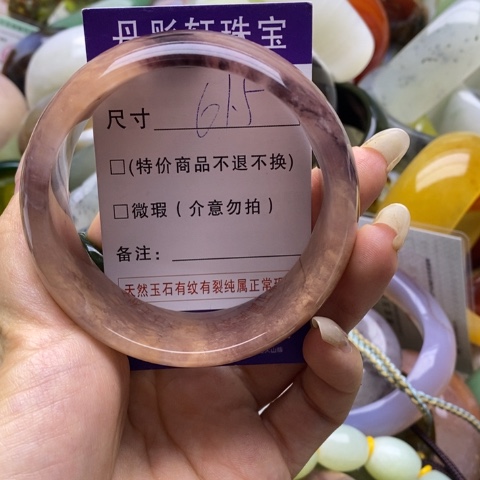 丹彤轩珠宝
尺寸 61.5
□(特价商品不退不换)
□微瑕（介意勿拍）
备注：
天然玉石有纹有裂纯属正常